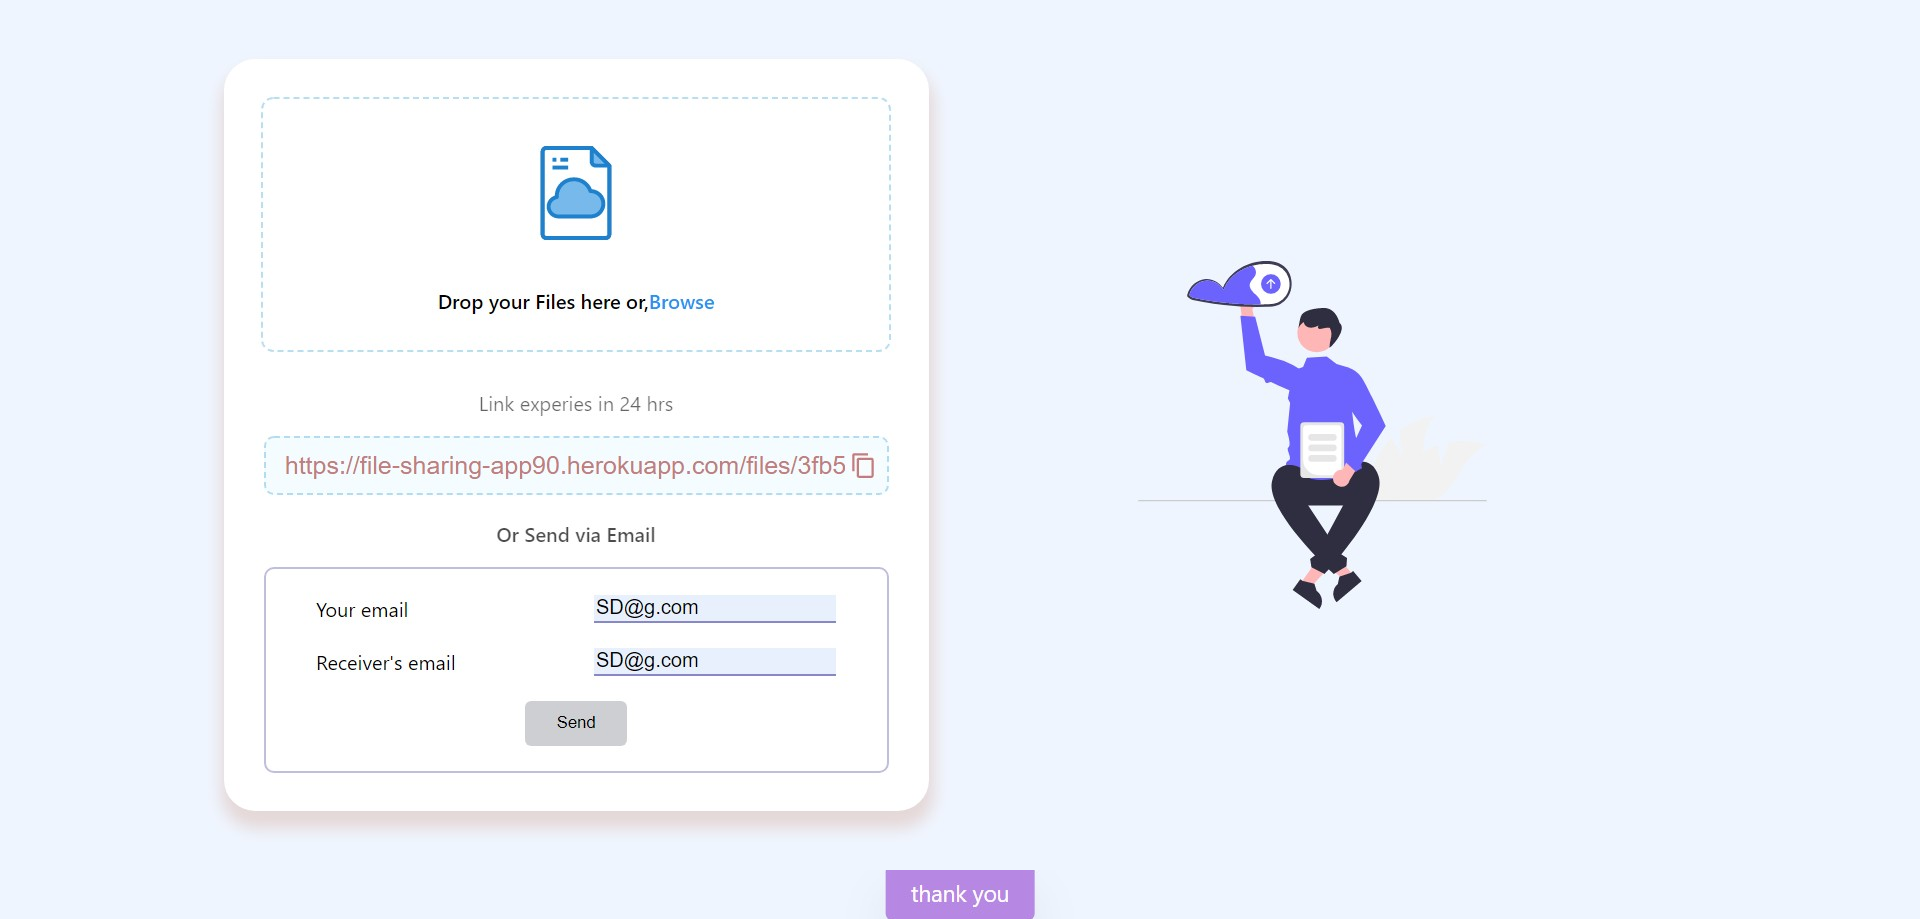 Drop your Files here or,Browse
Link experies in 24 hrs
https://file-sharing-app90.herokuapp.com/files/3fb5
Or Send via Email
Your email SD@g.com
Receiver's email SD@g.com
Send
thank you